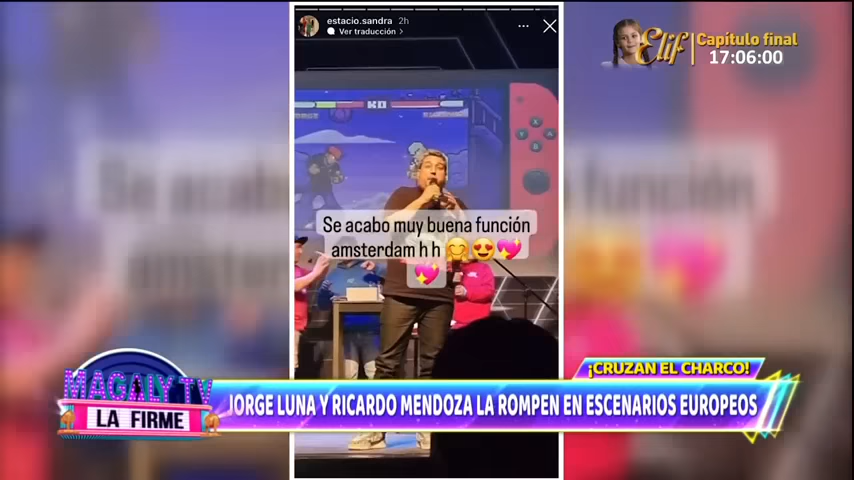 estacio.sandra 2h
Ver traducción >
Elif
Capítulo final
17:06:00
KO
Se acabo muy buena función
amsterdam h h 🤗😍💖
💖
¡CRUZAN EL CHARCO!
MAGALY TV
LA FIRME
JORGE LUNA Y RICARDO MENDOZA LA ROMPEN EN ESCENARIOS EUROPEOS